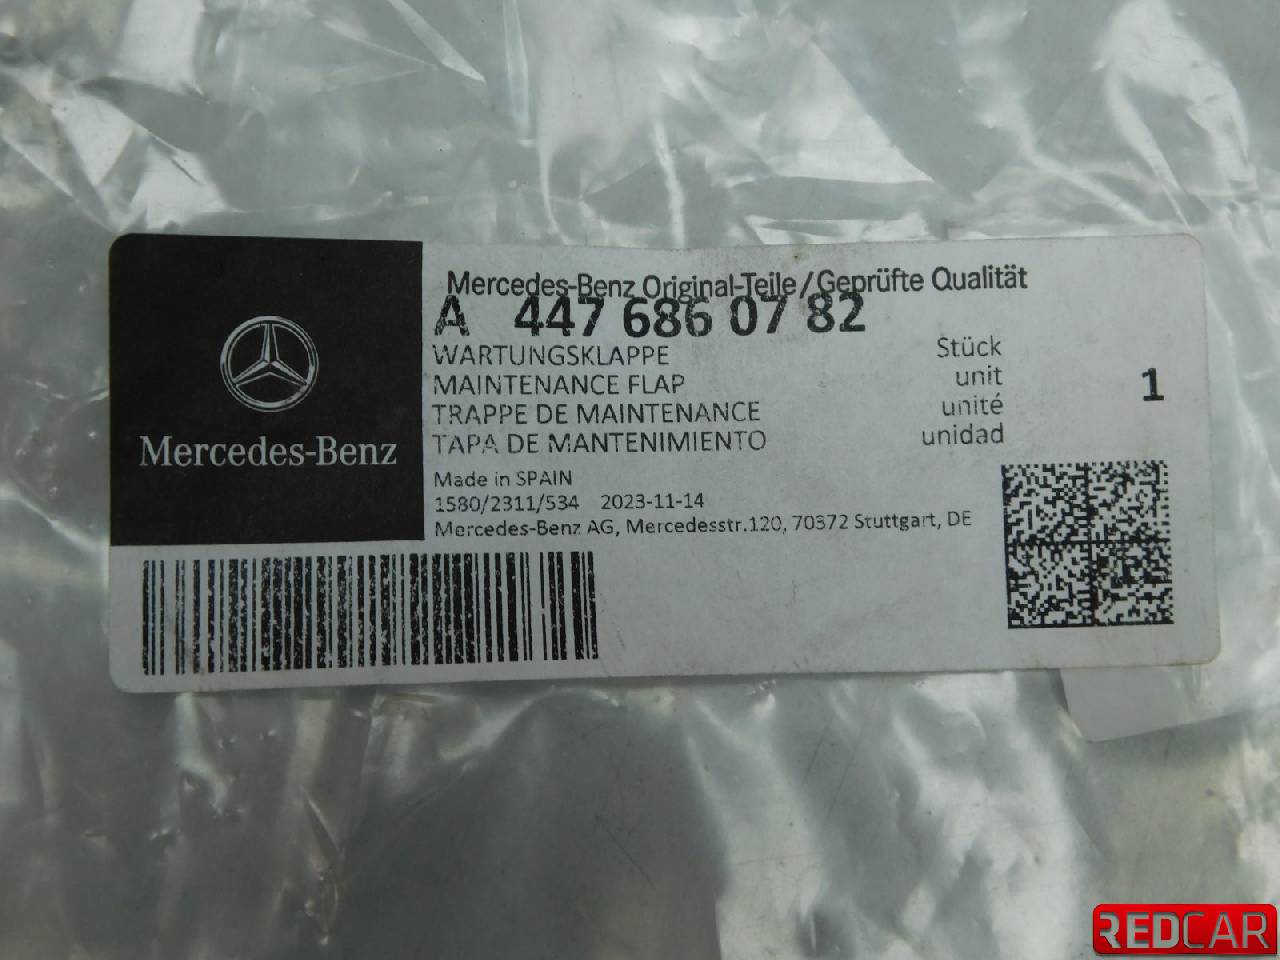 Mercedes-Benz Original-Teile/Geprüfte Qualität
A 447 686 07 82
WARTUNGSKLAPPE Stück
MAINTENANCE FLAP unit 1
TRAPPE DE MAINTENANCE unité
TAPA DE MANTENIMIENTO unidad
Mercedes-Benz
Made in SPAIN
1580/2311/534 2023-11-14
Mercedes-Benz AG, Mercedesstr.120, 70372 Stuttgart, DE
REDCAR